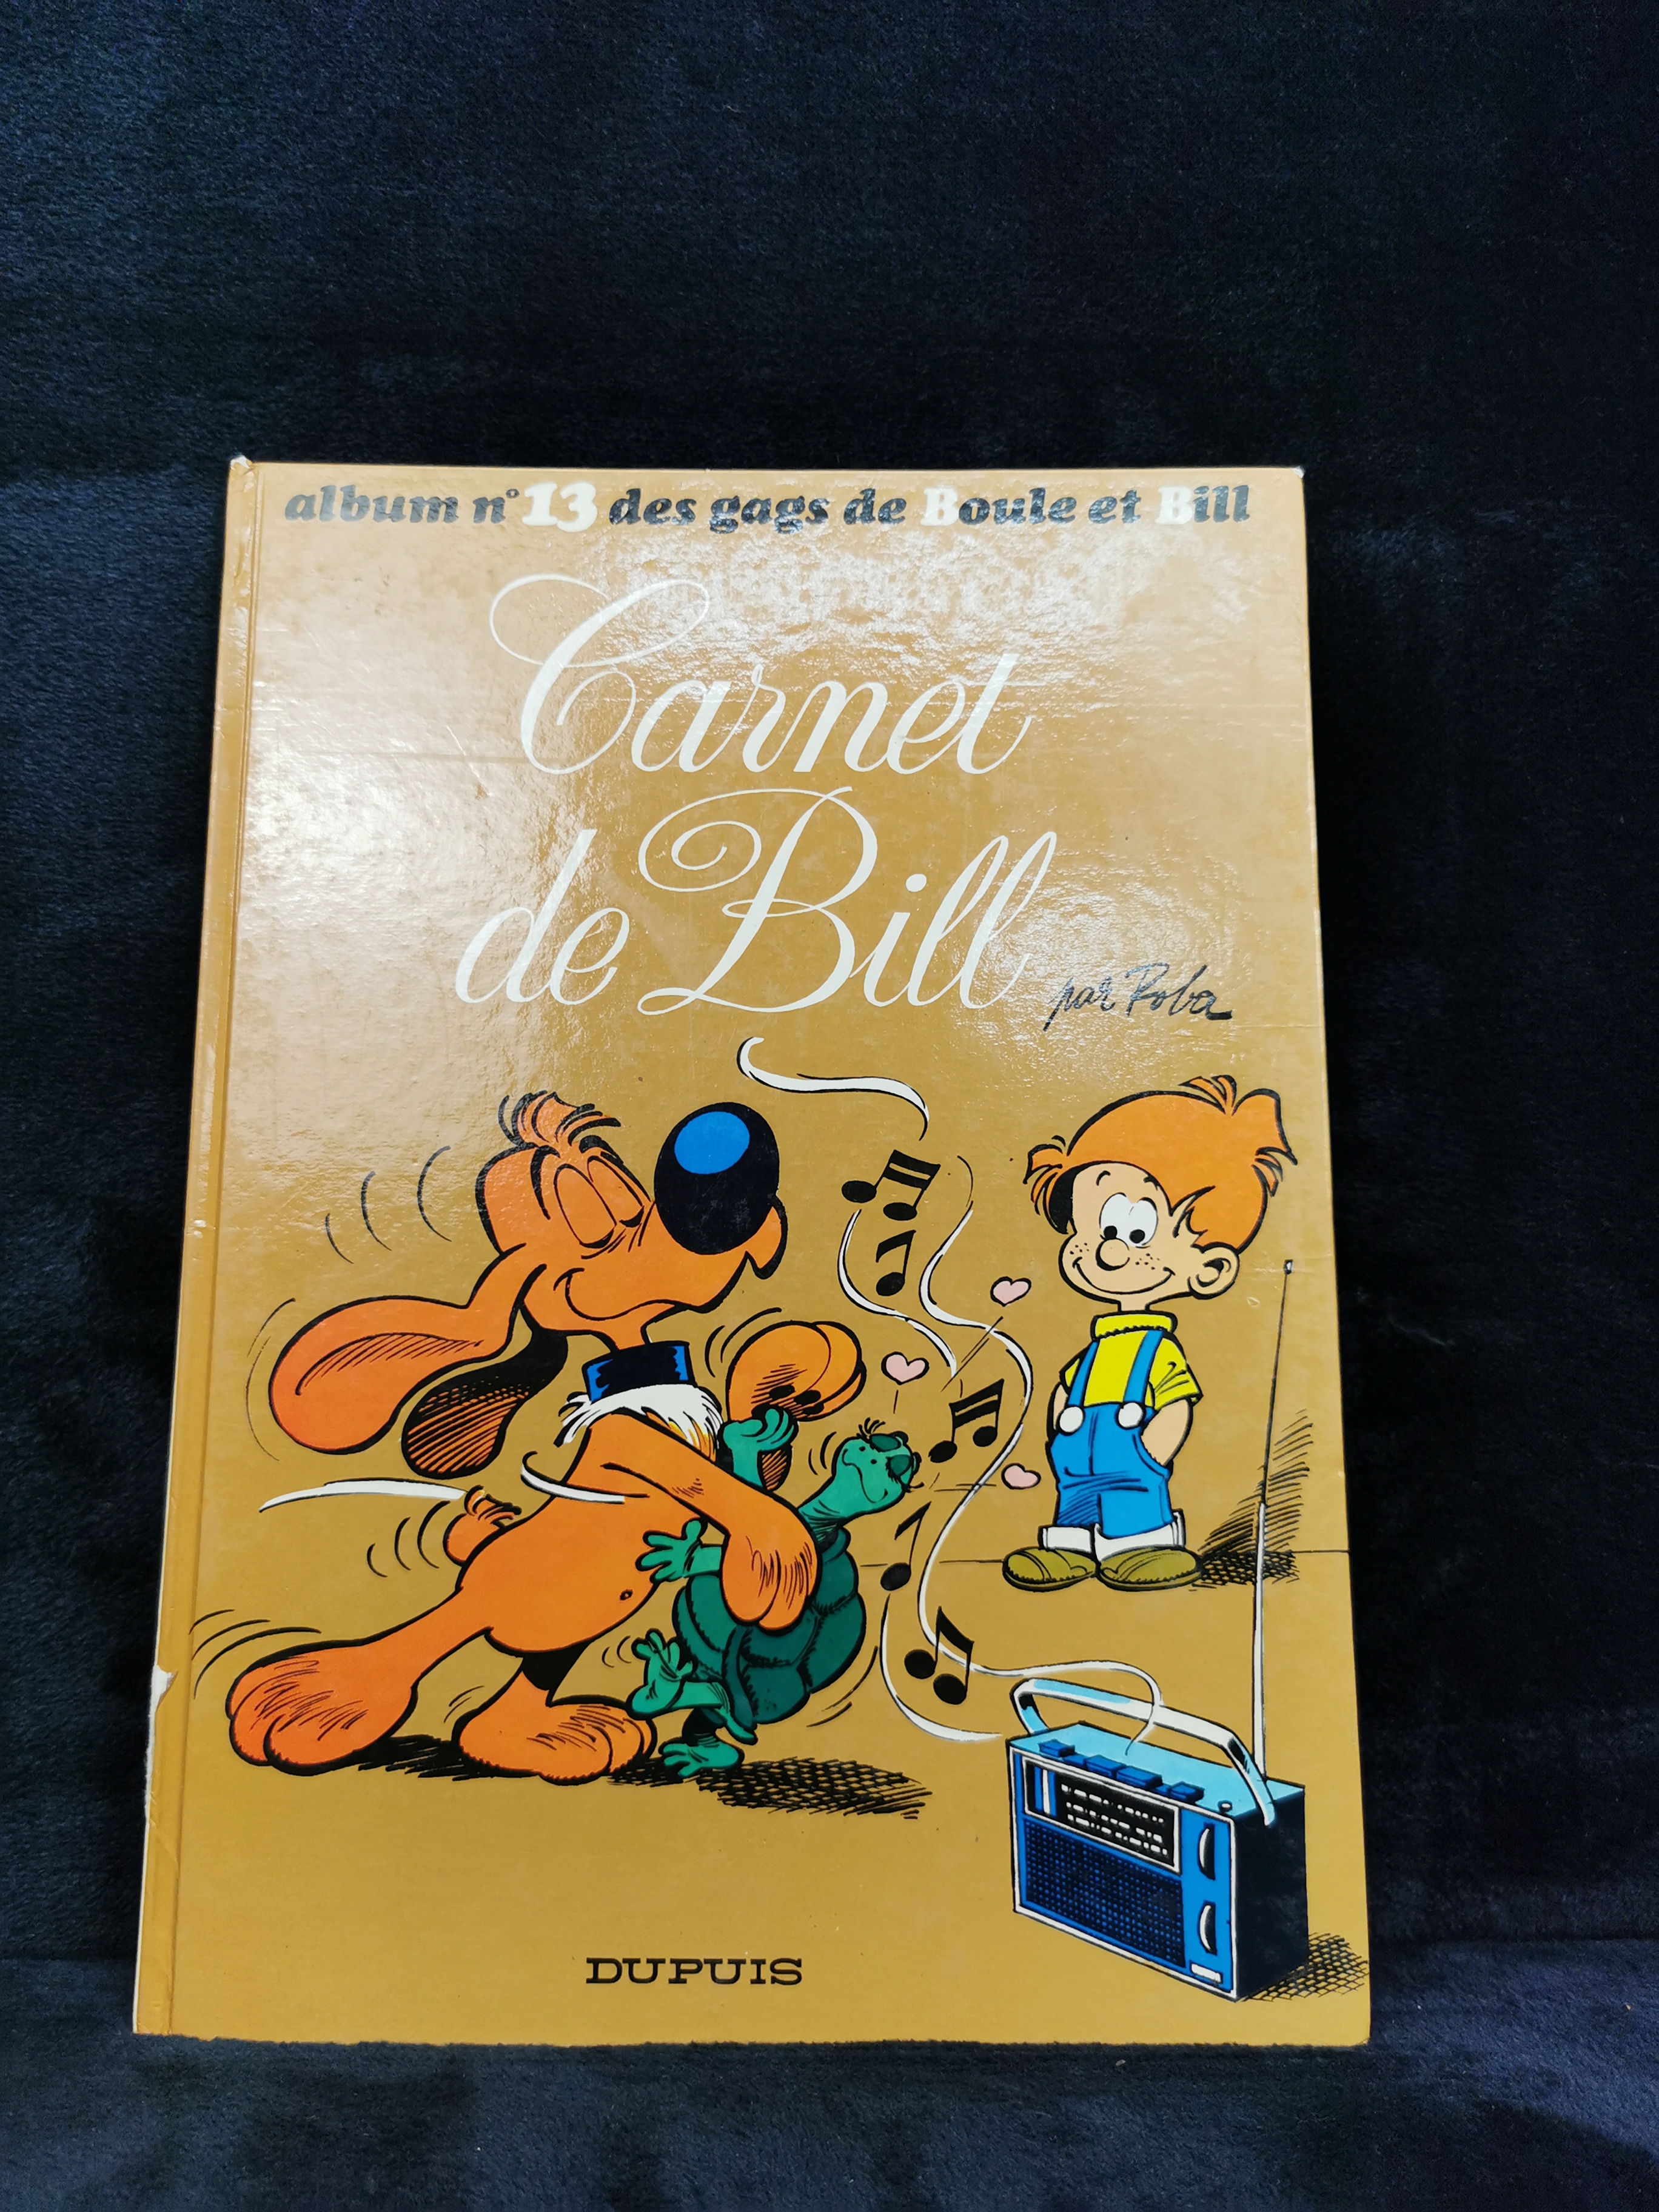 album n° 13 des gags de Boule et Bill
Carnet
de Bill
par Roba
DUPUIS